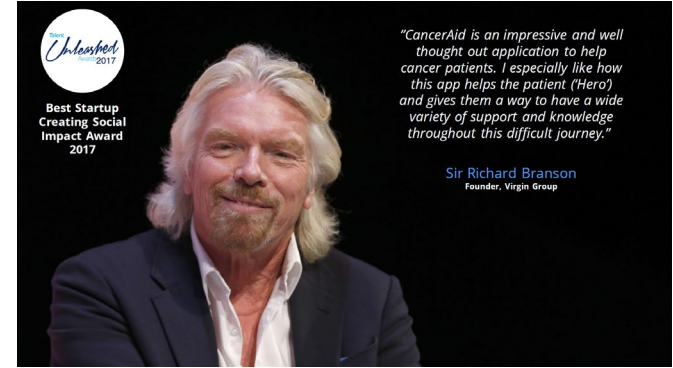 Talent
Unleashed
Awards 2017
Best Startup
Creating Social
Impact Award
2017
“CancerAid is an impressive and well
thought out application to help
cancer patients. I especially like how
this app helps the patient (‘Hero’)
and gives them a way to have a wide
variety of support and knowledge
throughout this difficult journey.”
Sir Richard Branson
Founder, Virgin Group